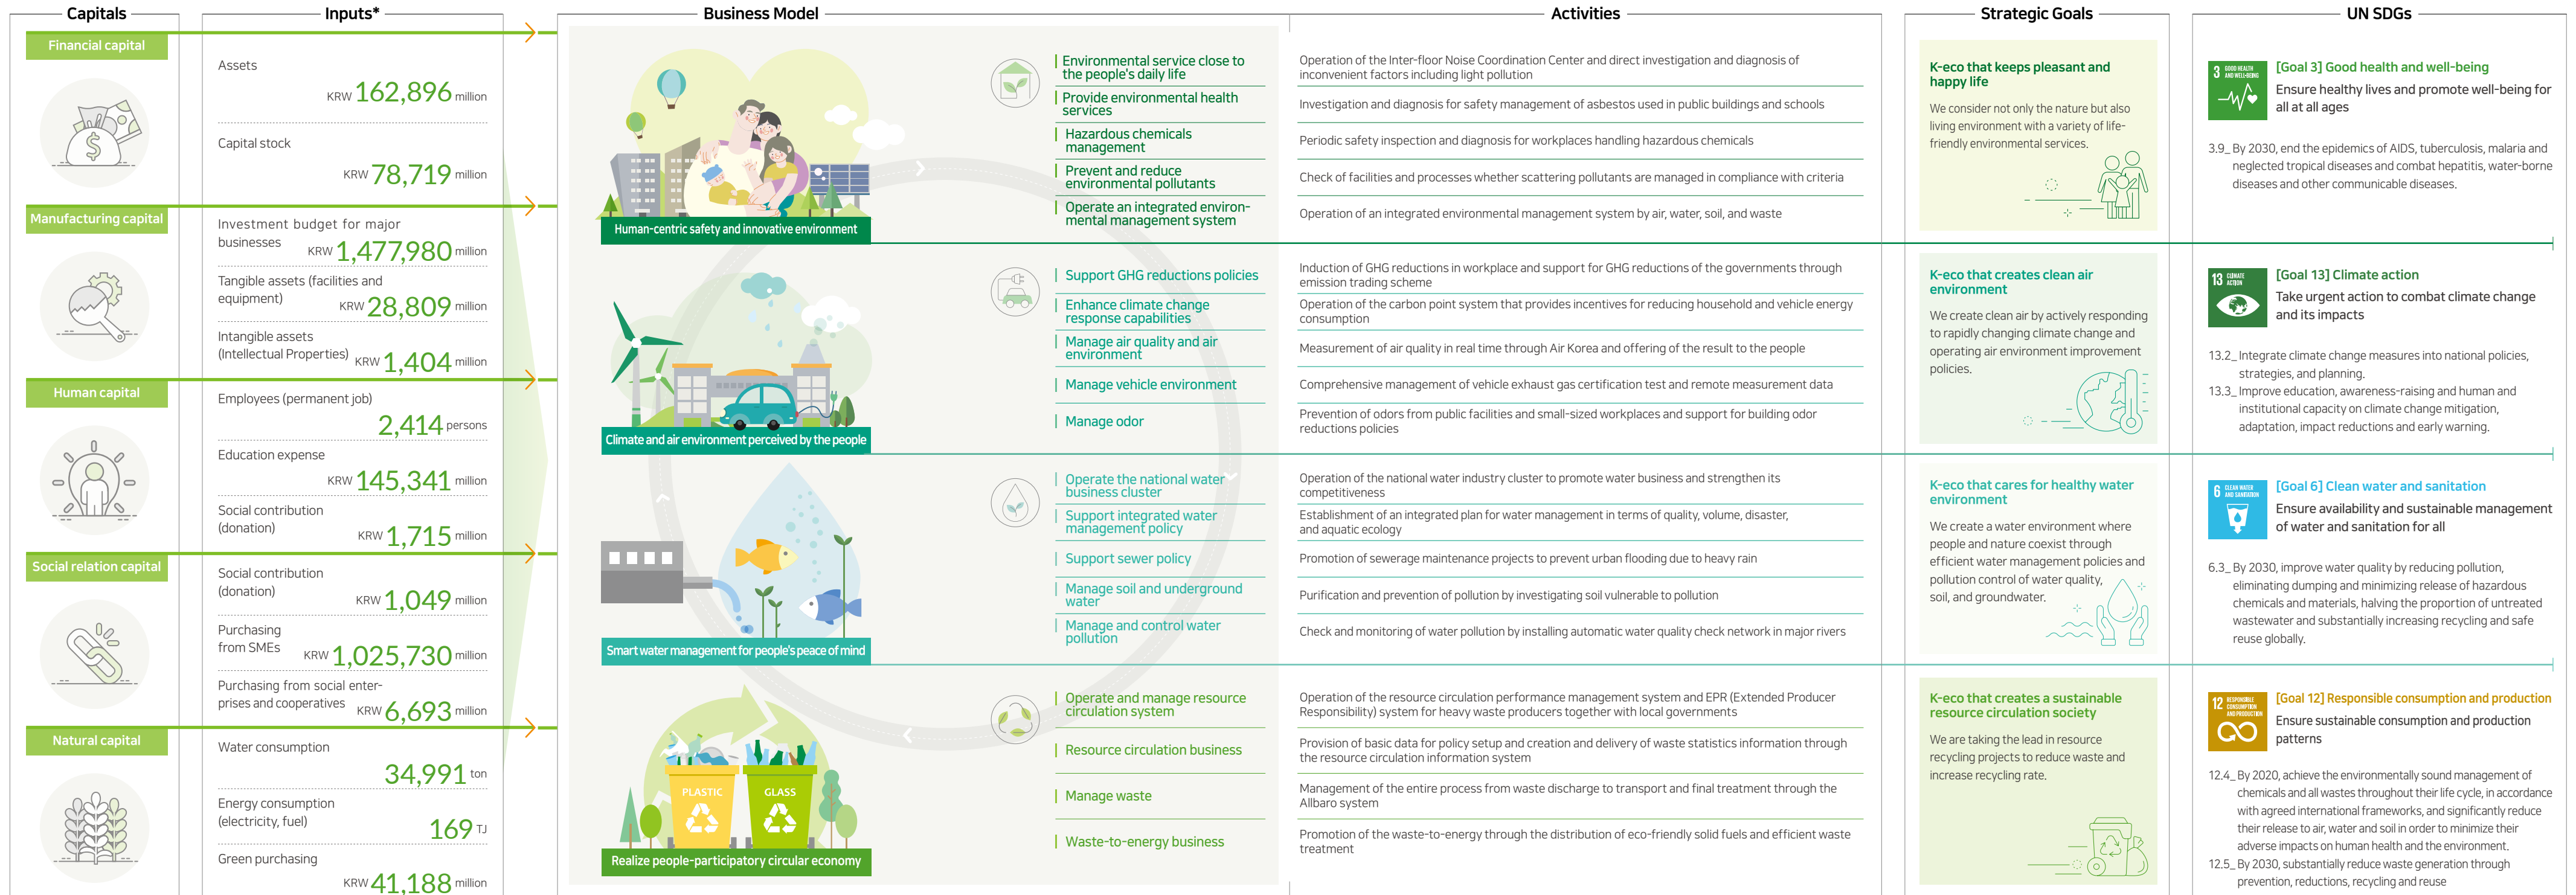 Capitals
Inputs*
Business Model
Activities
Strategic Goals
UN SDGs
Financial capital
Assets
KRW 162,896 million
Capital stock
KRW 78,719 million
Manufacturing capital
Investment budget for major
businesses KRW 1,477,980 million
Tangible assets (facilities and
equipment) KRW 28,809 million
Intangible assets
(Intellectual Properties) KRW 1,404 million
Human capital
Employees (permanent job)
2,414 persons
Education expense
KRW 145,341 million
Social contribution
(donation) KRW 1,715 million
Social relation capital
Social contribution
(donation) KRW 1,049 million
Purchasing
from SMEs KRW 1,025,730 million
Purchasing from social enter-
prises and cooperatives KRW 6,693 million
Natural capital
Water consumption
34,991 ton
Energy consumption
(electricity, fuel) 169 TJ
Green purchasing
KRW 41,188 million
Human-centric safety and innovative environment
Environmental service close to
the people's daily life
Operation of the Inter-floor Noise Coordination Center and direct investigation and diagnosis of
inconvenient factors including light pollution
Provide environmental health
services
Investigation and diagnosis for safety management of asbestos used in public buildings and schools
Hazardous chemicals
management
Periodic safety inspection and diagnosis for workplaces handling hazardous chemicals
Prevent and reduce
environmental pollutants
Check of facilities and processes whether scattering pollutants are managed in compliance with criteria
Operate an integrated environ-
mental management system
Operation of an integrated environmental management system by air, water, soil, and waste
K-eco that keeps pleasant and
happy life
We consider not only the nature but also
living environment with a variety of life-
friendly environmental services.
3 GOOD HEALTH
AND WELL-BEING
[Goal 3] Good health and well-being
Ensure healthy lives and promote well-being for
all at all ages
3.9_ By 2030, end the epidemics of AIDS, tuberculosis, malaria and
neglected tropical diseases and combat hepatitis, water-borne
diseases and other communicable diseases.
Climate and air environment perceived by the people
Support GHG reductions policies
Induction of GHG reductions in workplace and support for GHG reductions of the governments through
emission trading scheme
Enhance climate change
response capabilities
Operation of the carbon point system that provides incentives for reducing household and vehicle energy
consumption
Manage air quality and air
environment
Measurement of air quality in real time through Air Korea and offering of the result to the people
Manage vehicle environment
Comprehensive management of vehicle exhaust gas certification test and remote measurement data
Manage odor
Prevention of odors from public facilities and small-sized workplaces and support for building odor
reductions policies
K-eco that creates clean air
environment
We create clean air by actively responding
to rapidly changing climate change and
operating air environment improvement
policies.
13 CLIMATE
ACTION
[Goal 13] Climate action
Take urgent action to combat climate change
and its impacts
13.2_ Integrate climate change measures into national policies,
strategies, and planning.
13.3_ Improve education, awareness-raising and human and
institutional capacity on climate change mitigation,
adaptation, impact reductions and early warning.
Smart water management for people's peace of mind
Operate the national water
business cluster
Operation of the national water industry cluster to promote water business and strengthen its
competitiveness
Support integrated water
management policy
Establishment of an integrated plan for water management in terms of quality, volume, disaster,
and aquatic ecology
Support sewer policy
Promotion of sewerage maintenance projects to prevent urban flooding due to heavy rain
Manage soil and underground
water
Purification and prevention of pollution by investigating soil vulnerable to pollution
Manage and control water
pollution
Check and monitoring of water pollution by installing automatic water quality check network in major rivers
K-eco that cares for healthy water
environment
We create a water environment where
people and nature coexist through
efficient water management policies and
pollution control of water quality,
soil, and groundwater.
6 CLEAN WATER
AND SANITATION
[Goal 6] Clean water and sanitation
Ensure availability and sustainable management
of water and sanitation for all
6.3_ By 2030, improve water quality by reducing pollution,
eliminating dumping and minimizing release of hazardous
chemicals and materials, halving the proportion of untreated
wastewater and substantially increasing recycling and safe
reuse globally.
PLASTIC
GLASS
Realize people-participatory circular economy
Operate and manage resource
circulation system
Operation of the resource circulation performance management system and EPR (Extended Producer
Responsibility) system for heavy waste producers together with local governments
Resource circulation business
Provision of basic data for policy setup and creation and delivery of waste statistics information through
the resource circulation information system
Manage waste
Management of the entire process from waste discharge to transport and final treatment through the
Allbaro system
Waste-to-energy business
Promotion of the waste-to-energy through the distribution of eco-friendly solid fuels and efficient waste
treatment
K-eco that creates a sustainable
resource circulation society
We are taking the lead in resource
recycling projects to reduce waste and
increase recycling rate.
12 RESPONSIBLE
CONSUMPTION
AND PRODUCTION
[Goal 12] Responsible consumption and production
Ensure sustainable consumption and production
patterns
12.4_ By 2020, achieve the environmentally sound management of
chemicals and all wastes throughout their life cycle, in accordance
with agreed international frameworks, and significantly reduce
their release to air, water and soil in order to minimize their
adverse impacts on human health and the environment.
12.5_ By 2030, substantially reduce waste generation through
prevention, reductions, recycling and reuse